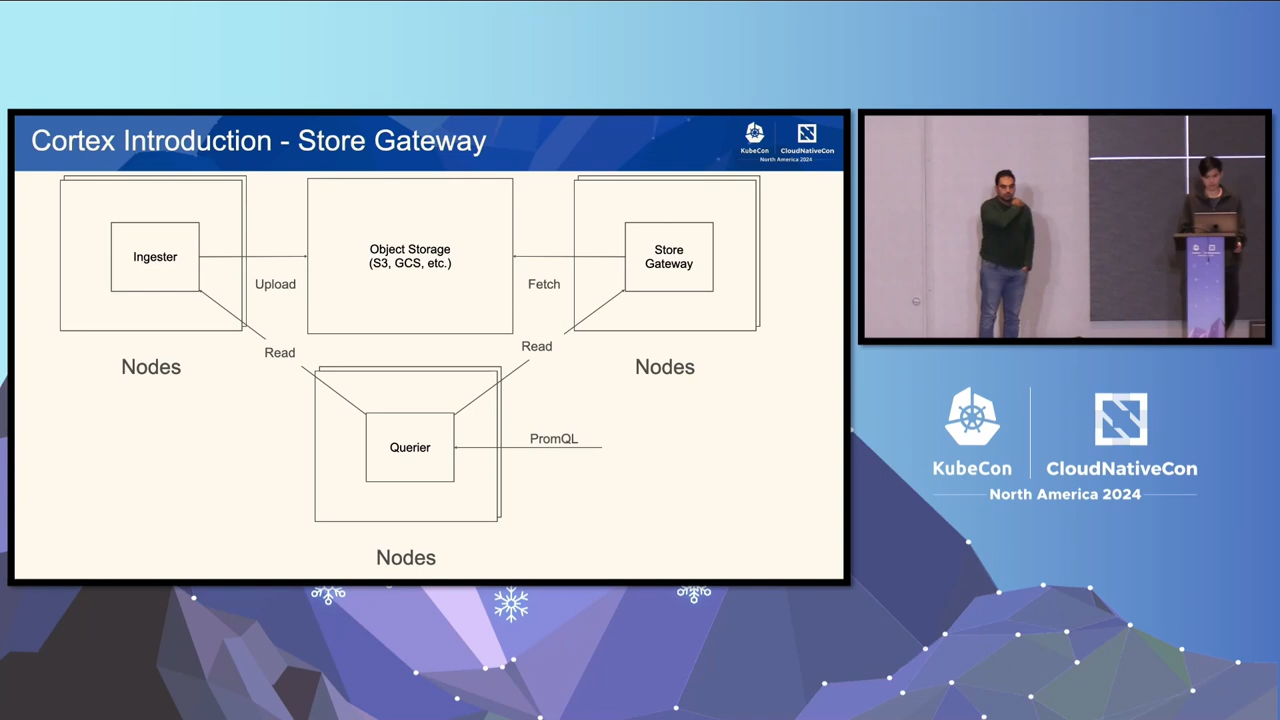 Cortex Introduction - Store Gateway
KubeCon
CloudNativeCon
North America 2024
Ingester
Object Storage
(S3, GCS, etc.)
Store
Gateway
Upload
Fetch
Read
Read
Nodes
Nodes
Querier
PromQL
Nodes
KubeCon
CloudNativeCon
North America 2024